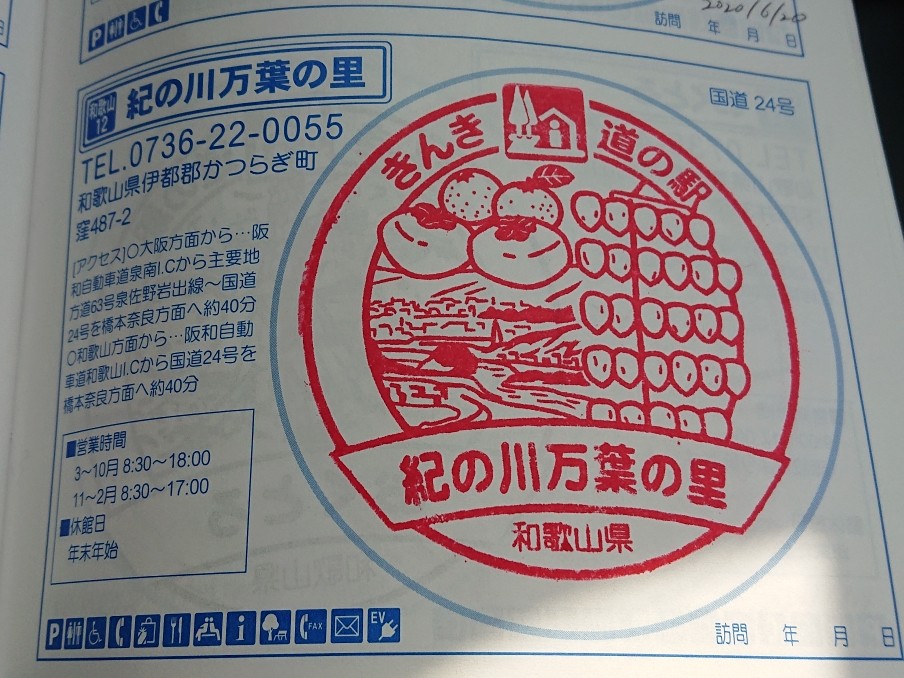 2020/6/20
訪問 年 月 日
和歌山 12 紀の川万葉の里
国道 24号
TEL.0736-22-0055
和歌山県伊都郡かつらぎ町
窪487-2
[アクセス]〇大阪方面から…阪
和自動車道泉南I.Cから主要地
方道63号泉佐野岩出線〜国道
24号を橋本奈良方面へ約40分
〇和歌山方面から…阪和自動
車道和歌山I.Cから国道24号を
橋本奈良方面へ約40分
■営業時間
3〜10月 8:30〜18:00
11〜2月 8:30〜17:00
■休館日
年末年始
きんき 道の駅
紀の川万葉の里
和歌山県
P FAX EV
訪問 年 月 日